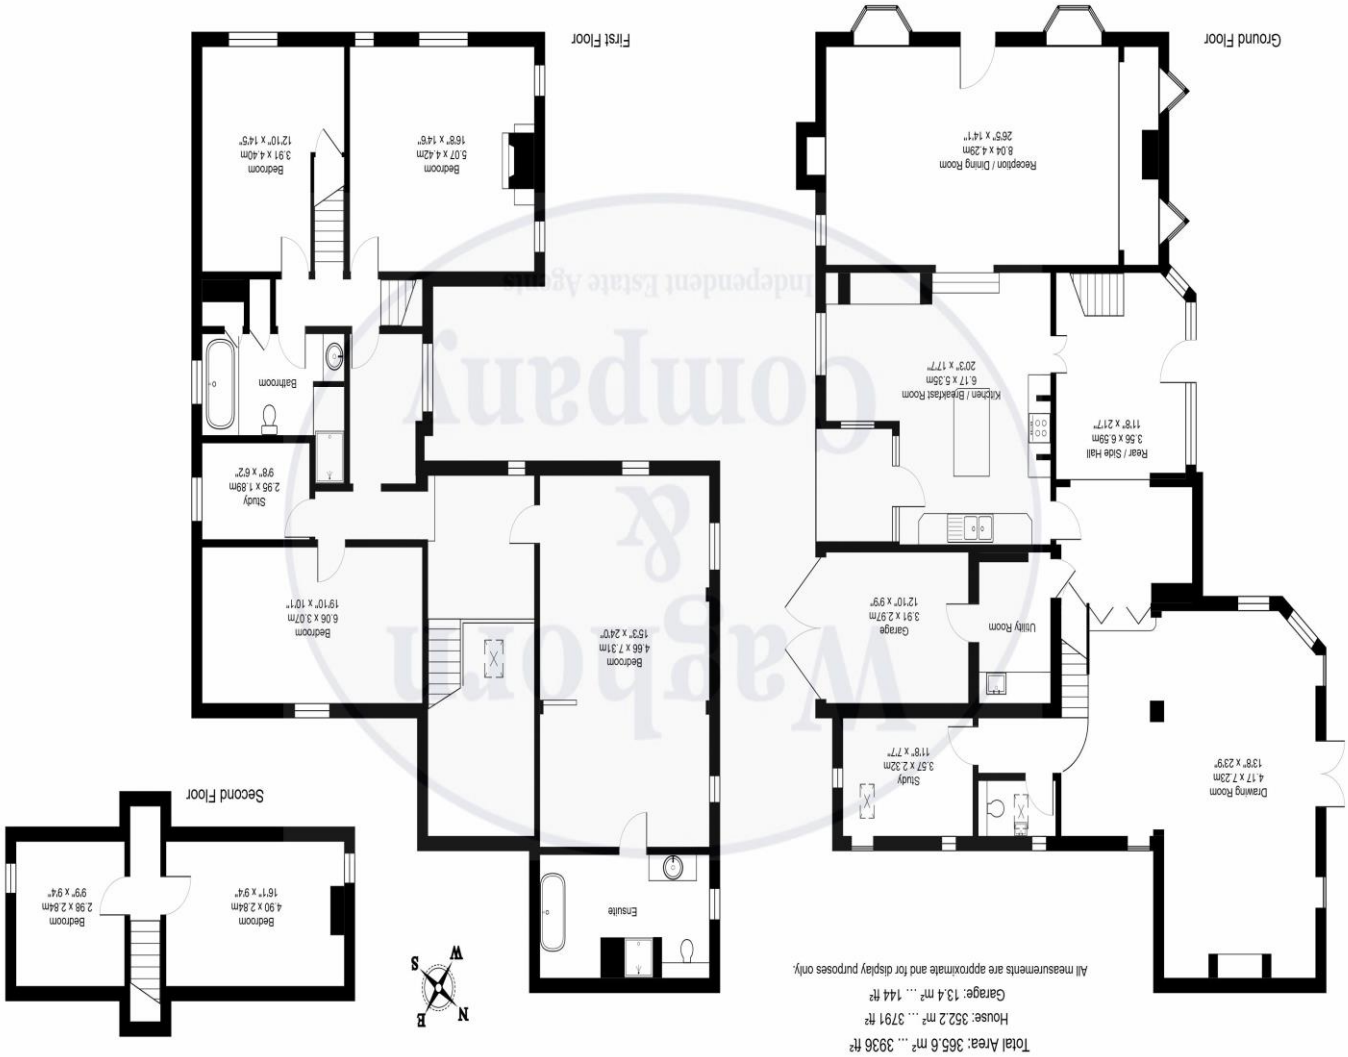 Total Area: 365.6 m² ... 3936 ft²
House: 352.2 m² ... 3791 ft²
Garage: 13.4 m² ... 144 ft²
All measurements are approximate and for display purposes only.
N
E
S
W
Drawing Room
4.17 x 7.23m
13'8" x 23'9"
Study
3.57 x 2.32m
11'8" x 7'7"
Utility Room
Garage
3.91 x 2.97m
12'10" x 9'9"
Rear / Side Hall
3.56 x 6.59m
11'8" x 21'7"
Kitchen / Breakfast Room
6.17 x 5.35m
20'3" x 17'7"
Reception / Dining Room
8.04 x 4.29m
26'5" x 14'1"
Ground Floor
Ensuite
Bedroom
4.66 x 7.31m
15'3" x 24'0"
Bedroom
6.06 x 3.07m
19'10" x 10'1"
Study
2.95 x 1.89m
9'8" x 6'2"
Bathroom
Bedroom
5.07 x 4.42m
16'8" x 14'6"
Bedroom
3.91 x 4.40m
12'10" x 14'5"
First Floor
Bedroom
4.90 x 2.84m
16'1" x 9'4"
Bedroom
2.98 x 2.84m
9'9" x 9'4"
Second Floor
Waghorn
&
Company
Independent Estate Agents